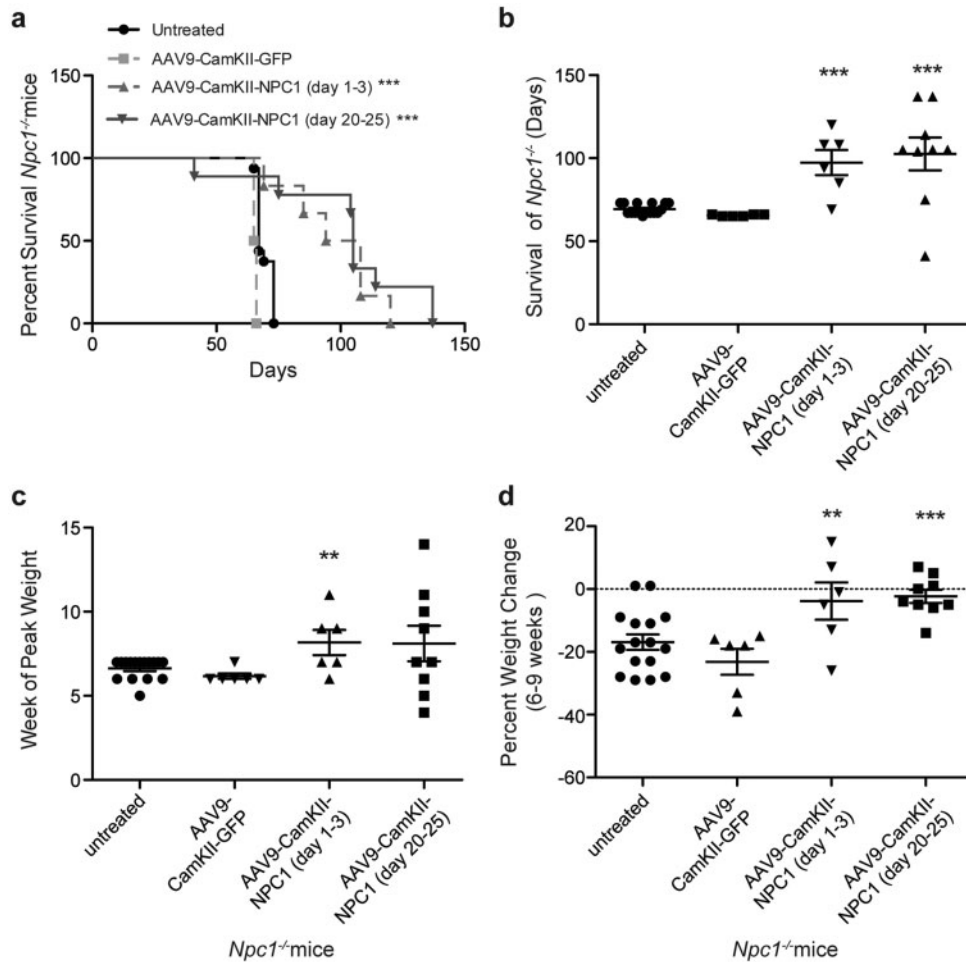 a
Untreated
AAV9-CamKII-GFP
AAV9-CamKII-NPC1 (day 1-3) ***
AAV9-CamKII-NPC1 (day 20-25) ***
Percent Survival Npc1-/-mice
150
100
50
0
0
50
100
150
Days
b
Survival of Npc1-/- (Days)
150
100
50
0
***
***
untreated
AAV9-
CamKII-GFP
AAV9-CamKII-
NPC1 (day 1-3)
AAV9-CamKII-
NPC1 (day 20-25)
c
Week of Peak Weight
15
10
5
0
**
untreated
AAV9-
CamKII-GFP
AAV9-CamKII-
NPC1 (day 1-3)
AAV9-CamKII-
NPC1 (day 20-25)
Npc1-/-mice
d
Percent Weight Change
(6-9 weeks)
20
0
-20
-40
-60
**
***
untreated
AAV9-
CamKII-GFP
AAV9-CamKII-
NPC1 (day 1-3)
AAV9-CamKII-
NPC1 (day 20-25)
Npc1-/-mice